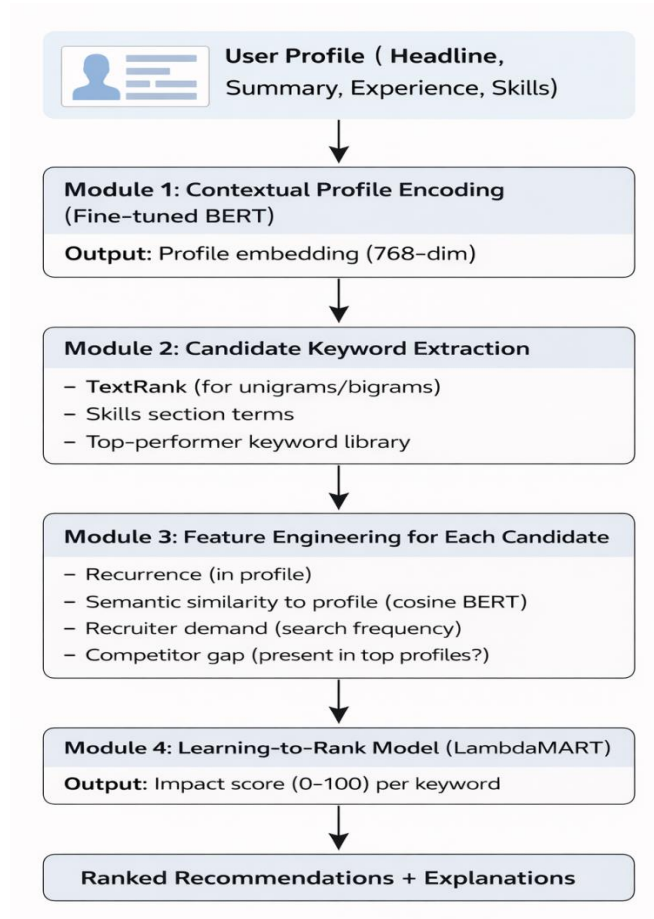 User Profile ( Headline,
Summary, Experience, Skills)
Module 1: Contextual Profile Encoding
(Fine-tuned BERT)
Output: Profile embedding (768-dim)
Module 2: Candidate Keyword Extraction
– TextRank (for unigrams/bigrams)
– Skills section terms
– Top-performer keyword library
Module 3: Feature Engineering for Each Candidate
– Recurrence (in profile)
– Semantic similarity to profile (cosine BERT)
– Recruiter demand (search frequency)
– Competitor gap (present in top profiles?)
Module 4: Learning-to-Rank Model (LambdaMART)
Output: Impact score (0-100) per keyword
Ranked Recommendations + Explanations